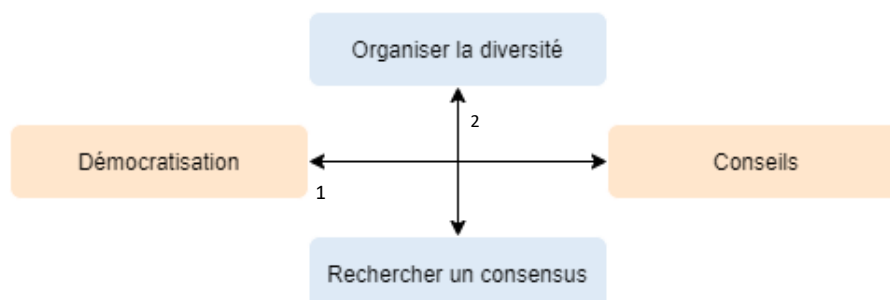 Organiser la diversité
2
Démocratisation
Conseils
1
Rechercher un consensus